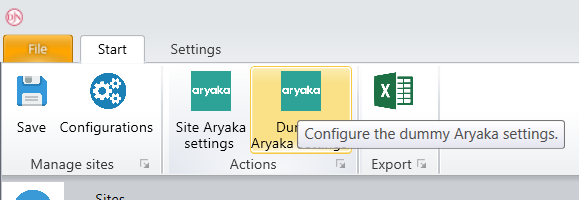 File Start Settings
aryaka aryaka
Save Configurations Site Aryaka
settings
Aryaka
Configure the dummy Aryaka settings.
Manage sites Actions Export
Sites